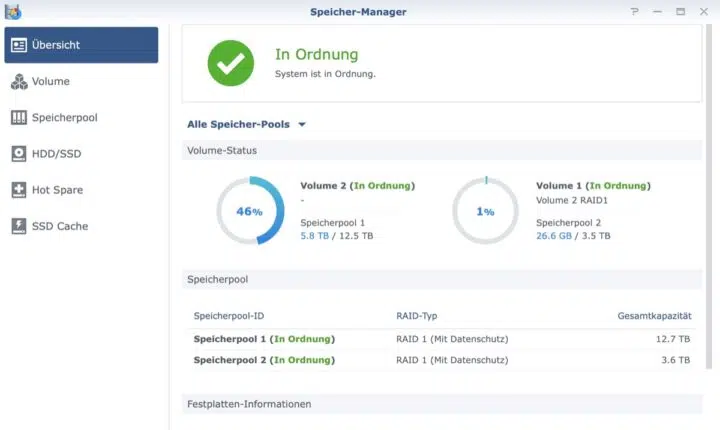 Speicher-Manager
?
Übersicht
Volume
Speicherpool
HDD/SSD
Hot Spare
SSD Cache
In Ordnung
System ist in Ordnung.
Alle Speicher-Pools
Volume-Status
46%
Volume 2 (In Ordnung)
-
Speicherpool 1
5.8 TB / 12.5 TB
1%
Volume 1 (In Ordnung)
Volume 2 RAID1
Speicherpool 2
26.6 GB / 3.5 TB
Speicherpool
Speicherpool-ID RAID-Typ Gesamtkapazität
Speicherpool 1 (In Ordnung) RAID 1 (Mit Datenschutz) 12.7 TB
Speicherpool 2 (In Ordnung) RAID 1 (Mit Datenschutz) 3.6 TB
Festplatten-Informationen